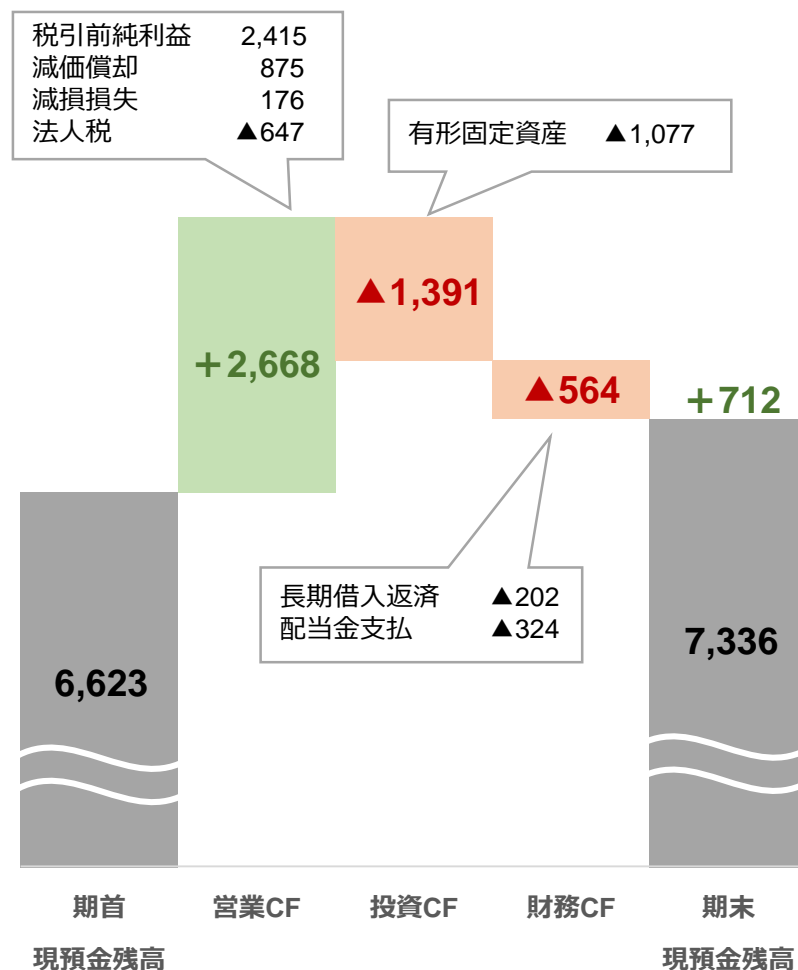 税引前純利益 2,415
減価償却 875
減損損失 176
法人税 ▲647
有形固定資産 ▲1,077
▲1,391
＋2,668
▲564
＋712
長期借入返済 ▲202
配当金支払 ▲324
6,623
7,336
期首 営業CF 投資CF 財務CF 期末
現預金残高 現預金残高